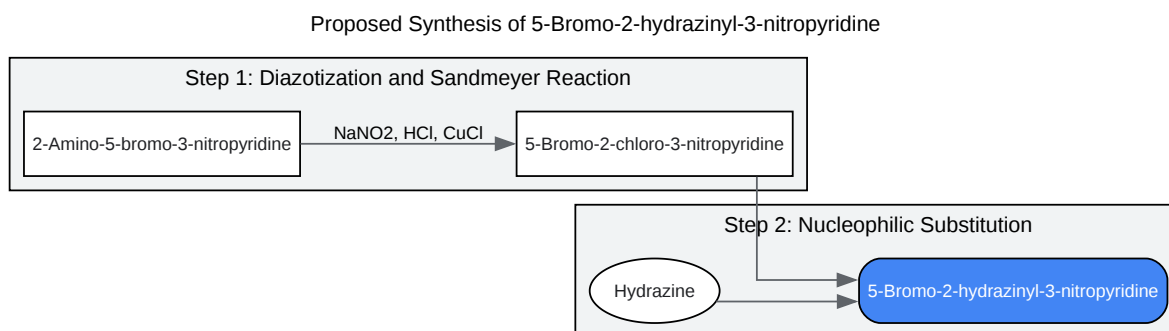 Proposed Synthesis of 5-Bromo-2-hydrazinyl-3-nitropyridine
Step 1: Diazotization and Sandmeyer Reaction
2-Amino-5-bromo-3-nitropyridine
NaNO2, HCl, CuCl
5-Bromo-2-chloro-3-nitropyridine
Step 2: Nucleophilic Substitution
Hydrazine
5-Bromo-2-hydrazinyl-3-nitropyridine